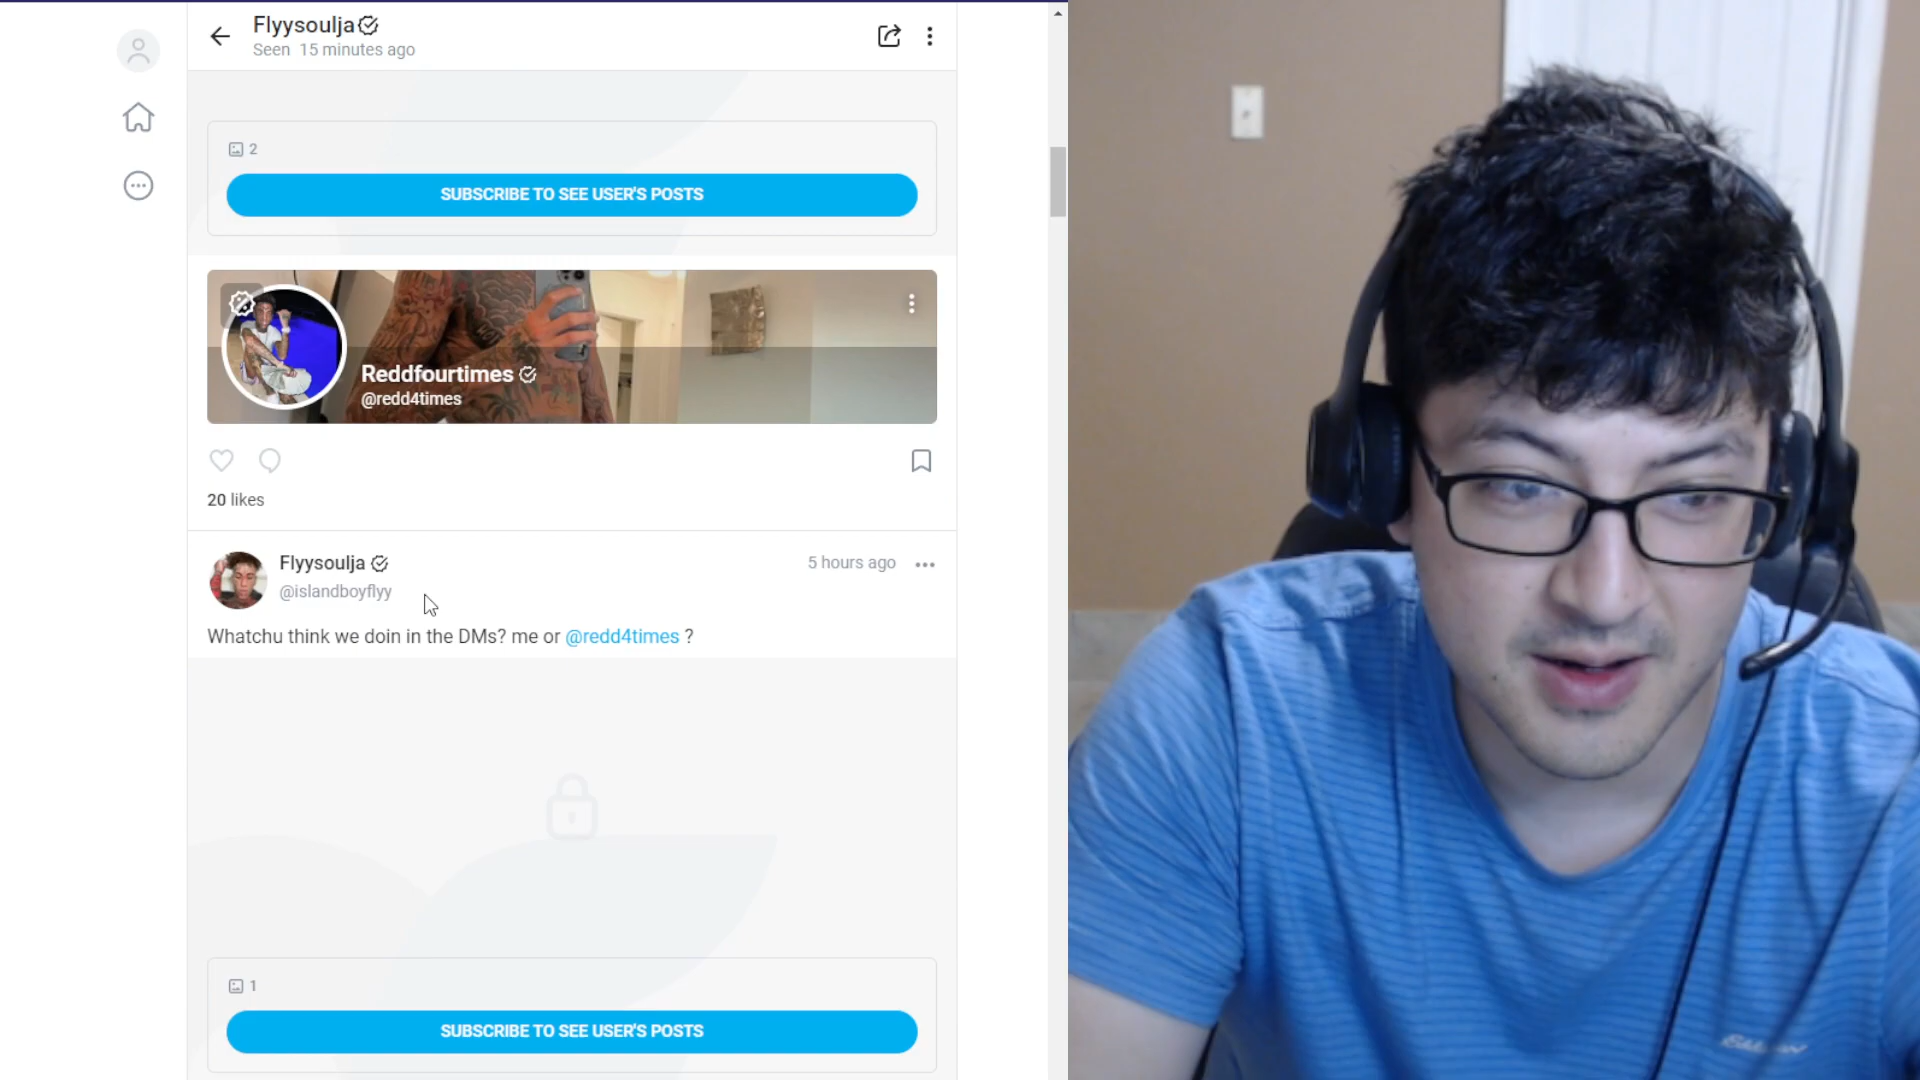 Flyysoulja
Seen 15 minutes ago
2
SUBSCRIBE TO SEE USER'S POSTS
Reddfourtimes
@redd4times
20 likes
Flyysoulja
5 hours ago
@islandboyflyy
Whatchu think we doin in the DMs? me or @redd4times ?
1
SUBSCRIBE TO SEE USER'S POSTS